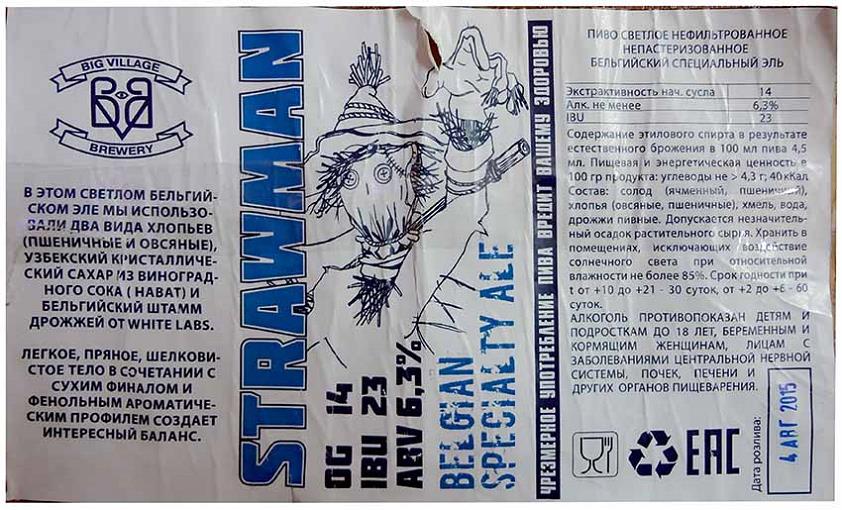 BIG VILLAGE
BREWERY
В ЭТОМ СВЕТЛОМ БЕЛЬГИЙ-
СКОМ ЭЛЕ МЫ ИСПОЛЬЗО-
ВАЛИ ДВА ВИДА ХЛОПЬЕВ
(ПШЕНИЧНЫЕ И ОВСЯНЫЕ),
УЗБЕКСКИЙ КРИСТАЛЛИЧЕ-
СКИЙ САХАР ИЗ ВИНОГРАД-
НОГО СОКА ( НАВАТ) И
БЕЛЬГИЙСКИЙ ШТАММ
ДРОЖЖЕЙ ОТ WHITE LABS.
ЛЕГКОЕ, ПРЯНОЕ, ШЕЛКОВИ-
СТОЕ ТЕЛО В СОЧЕТАНИИ С
СУХИМ ФИНАЛОМ И
ФЕНОЛЬНЫМ АРОМАТИЧЕ-
СКИМ ПРОФИЛЕМ СОЗДАЕТ
ИНТЕРЕСНЫЙ БАЛАНС.
STRAWMAN
OG 14
IBU 23
ABV 6,3%
BELGIAN
SPECIALTY ALE
ЧРЕЗМЕРНОЕ УПОТРЕБЛЕНИЕ ПИВА ВРЕДИТ ВАШЕМУ ЗДОРОВЬЮ
ПИВО СВЕТЛОЕ НЕФИЛЬТРОВАННОЕ
НЕПАСТЕРИЗОВАННОЕ
БЕЛЬГИЙСКИЙ СПЕЦИАЛЬНЫЙ ЭЛЬ
Экстрактивность нач. сусла 14
Алк. не менее 6,3%
IBU 23
Содержание этилового спирта в результате
естественного брожения в 100 мл пива 4,5
мл. Пищевая и энергетическая ценность в
100 гр продукта: углеводы не > 4,3 г; 40 кКал
Состав: солод (ячменный, пшеничный),
хлопья (овсяные, пшеничные), хмель, вода,
дрожжи пивные. Допускается незначитель-
ный осадок растительного сырья. Хранить в
помещениях, исключающих воздействие
солнечного света при относительной
влажности не более 85%. Срок годности при
t от +10 до +21 - 30 суток, от +2 до +6 - 60
суток.
АЛКОГОЛЬ ПРОТИВОПОКАЗАН ДЕТЯМ И
ПОДРОСТКАМ ДО 18 ЛЕТ, БЕРЕМЕННЫМ И
КОРМЯЩИМ ЖЕНЩИНАМ, ЛИЦАМ С
ЗАБОЛЕВАНИЯМИ ЦЕНТРАЛЬНОЙ НЕРВНОЙ
СИСТЕМЫ, ПОЧЕК, ПЕЧЕНИ И
ДРУГИХ ОРГАНОВ ПИЩЕВАРЕНИЯ.
EAC
Дата розлива:
4 АВГ 2015